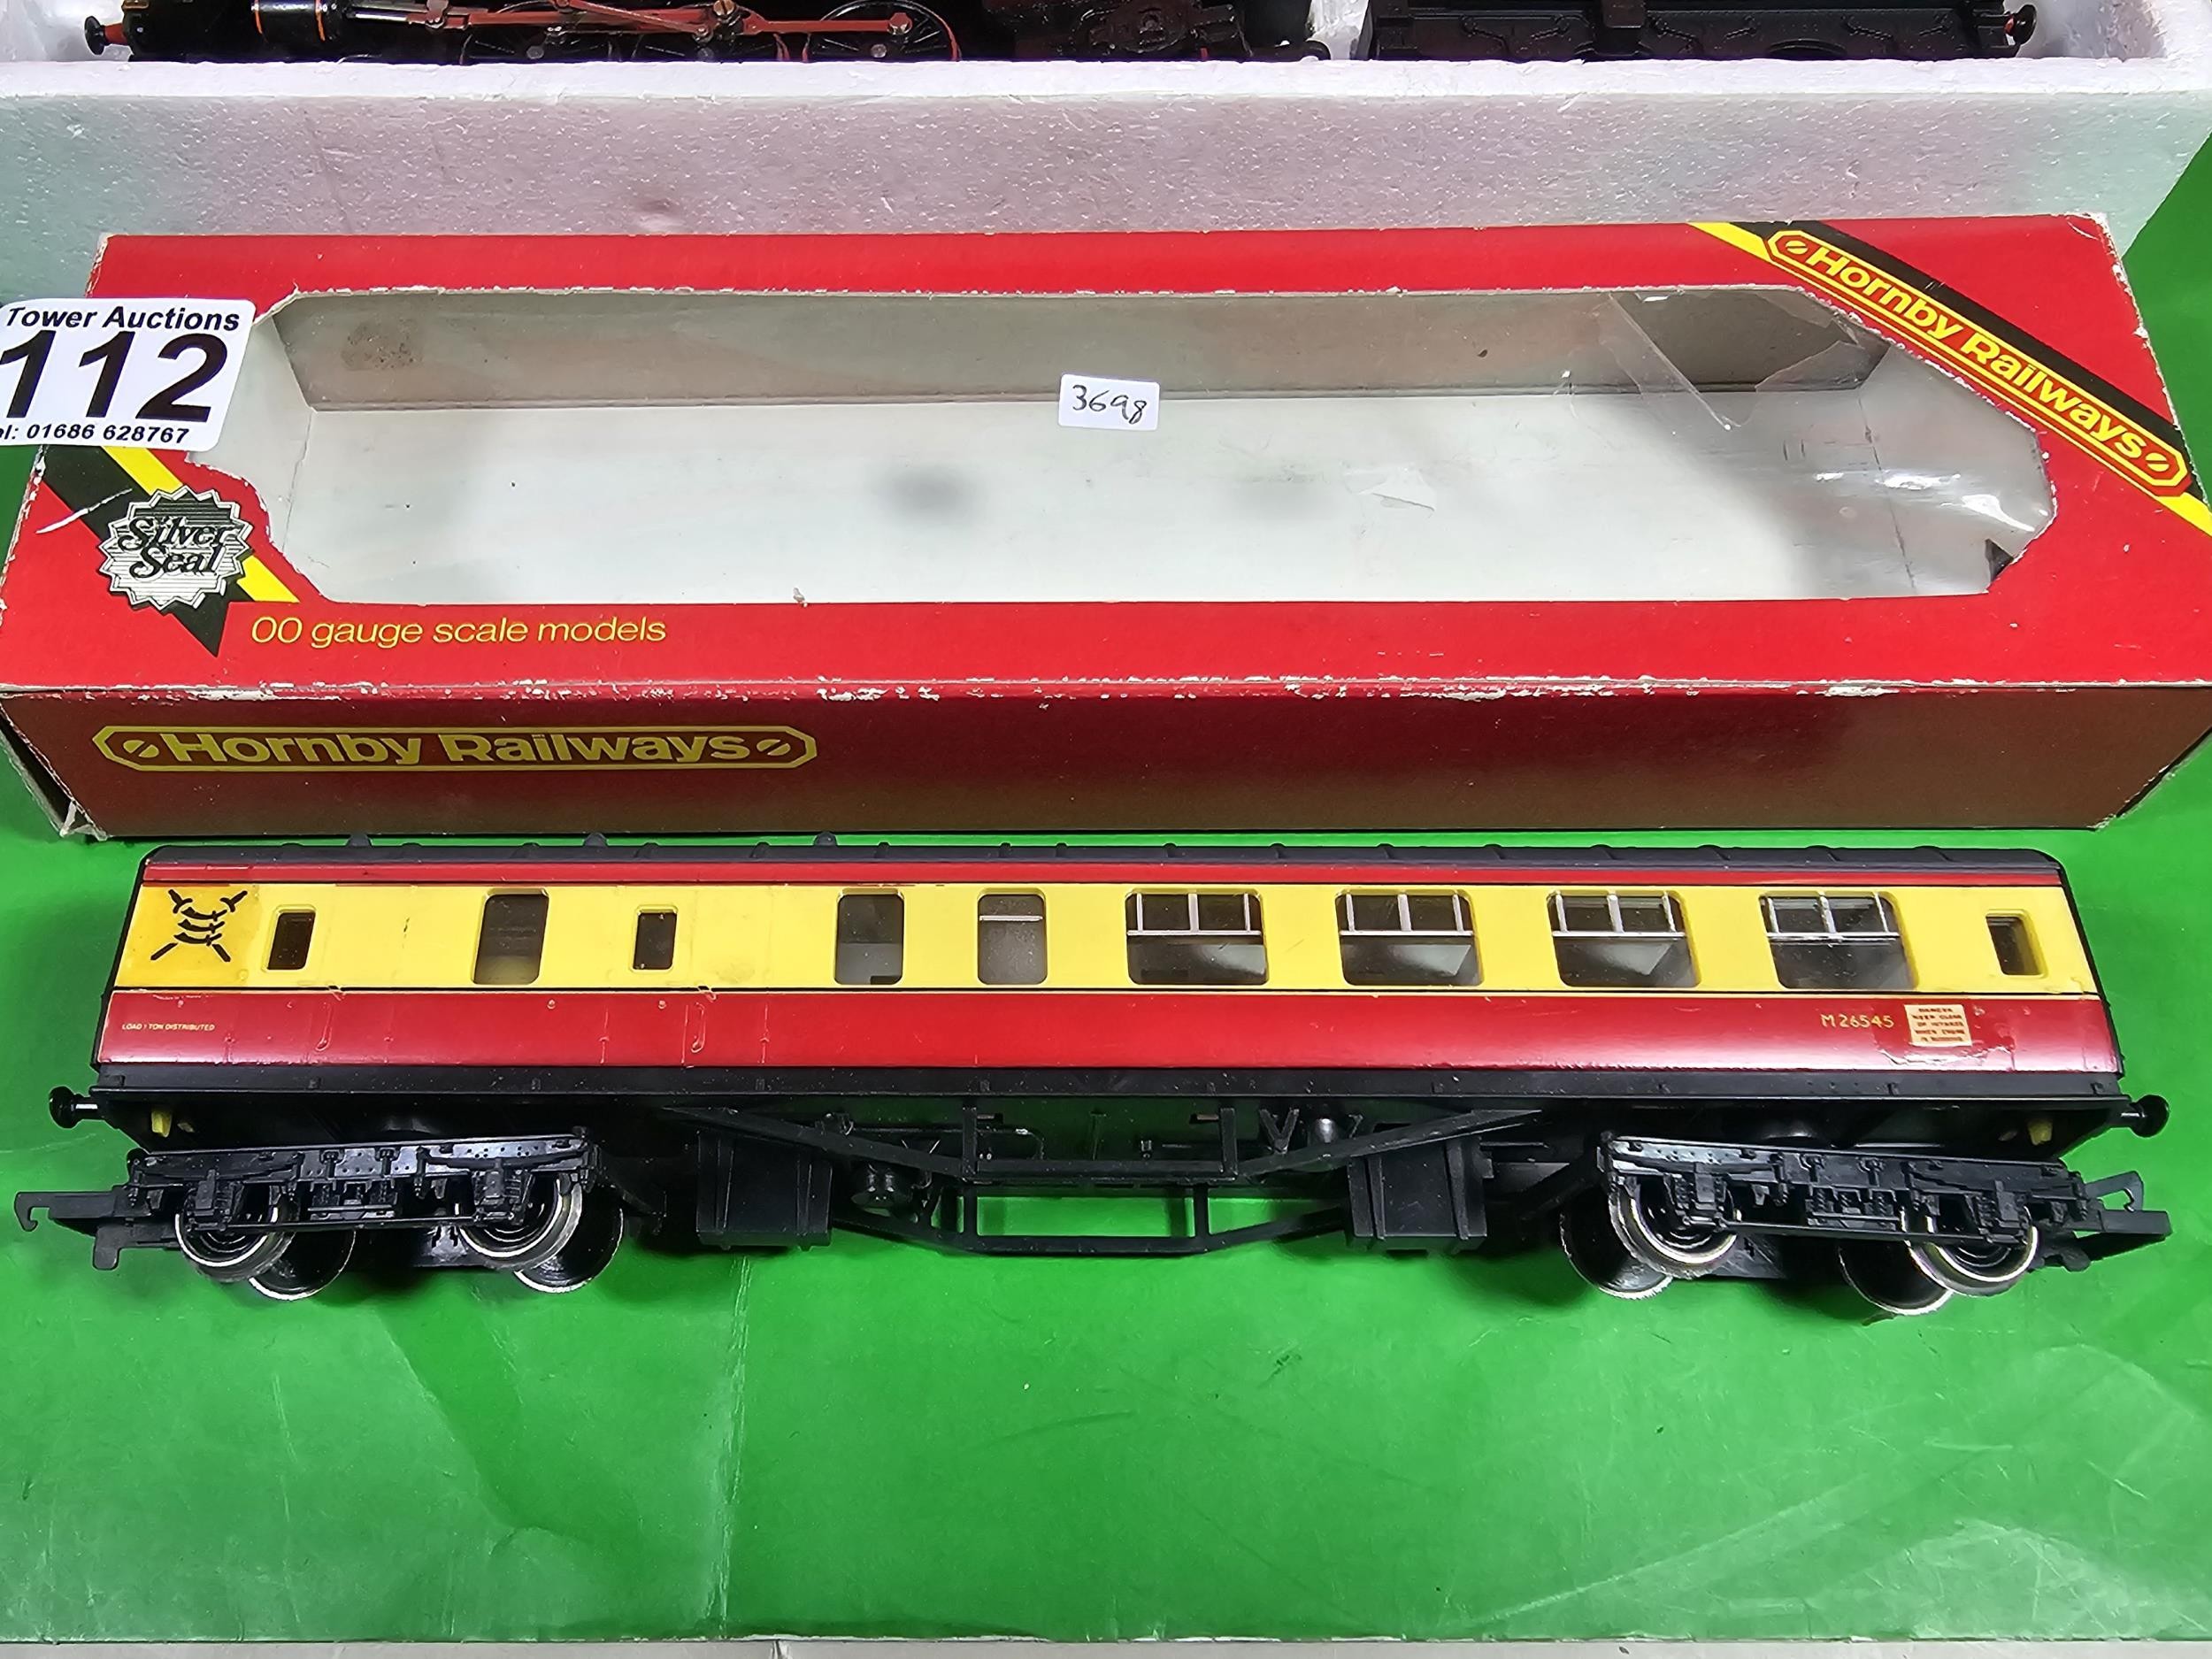 Tower Auctions
112
01686 628767
3698
Hornby Railways
Silver
Seal
00 gauge scale models
Hornby Railways
LOAD 1 TON DISTRIBUTED
M 26545